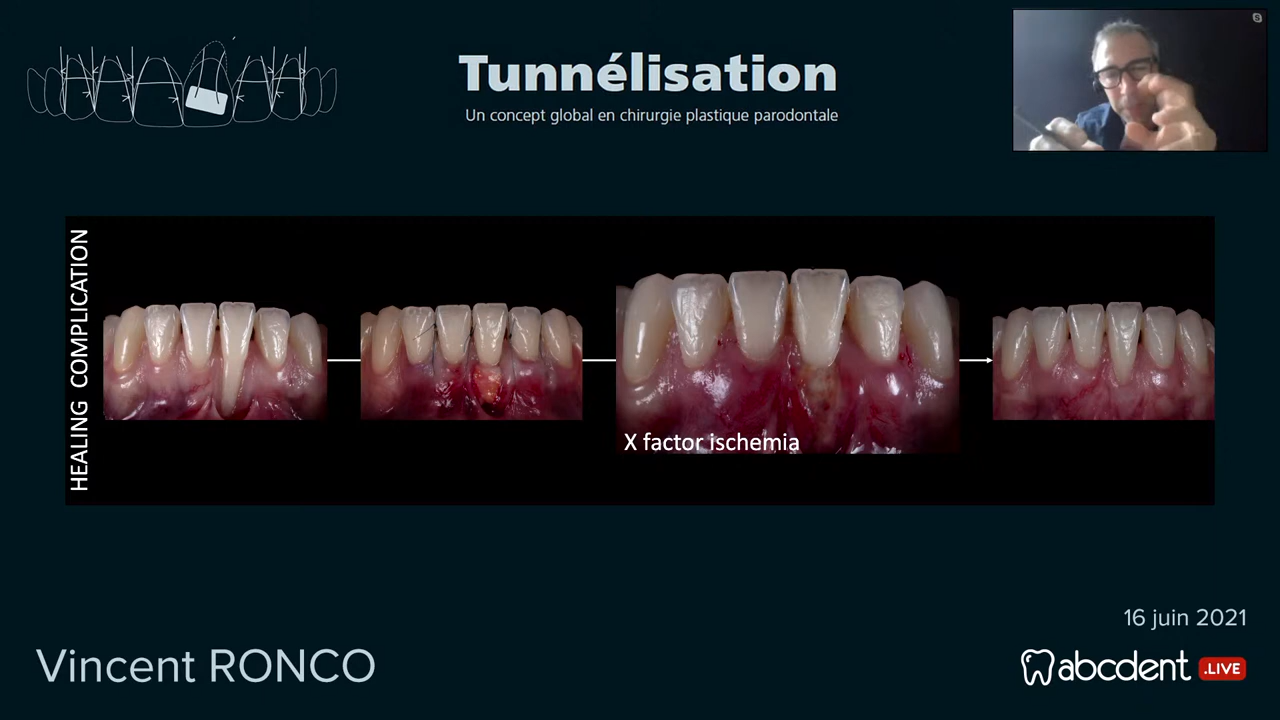 Tunnélisation
Un concept global en chirurgie plastique parodontale
HEALING COMPLICATION
X factor ischemia
16 juin 2021
Vincent RONCO
abcdent .LIVE